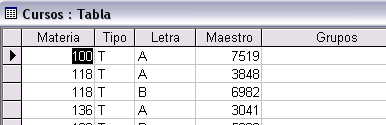 Cursos : Tabla
Materia Tipo Letra Maestro Grupos
100 T A 7519
118 T A 3848
118 T B 6982
136 T A 3041